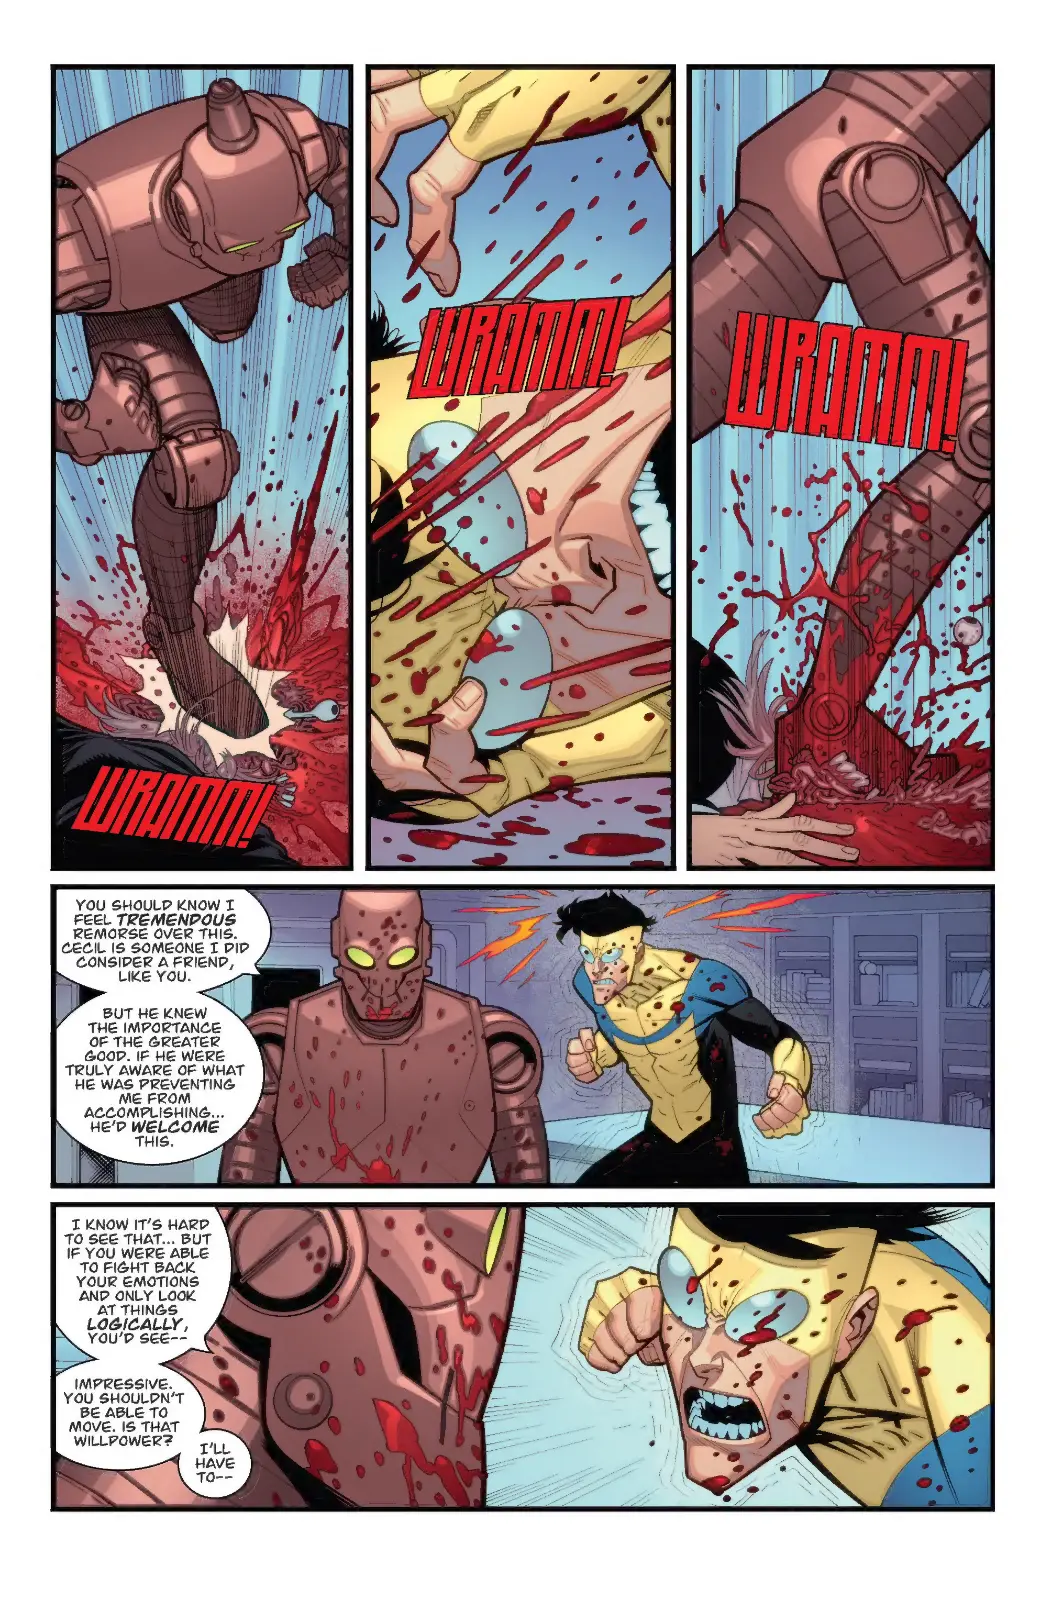 WRAMM!
WRAMM!
WRAMM!
YOU SHOULD KNOW I
FEEL TREMENDOUS
REMORSE OVER THIS.
CECIL IS SOMEONE I DID
CONSIDER A FRIEND,
LIKE YOU.
BUT HE KNEW
THE IMPORTANCE
OF THE GREATER
GOOD. IF HE WERE
TRULY AWARE OF WHAT
HE WAS PREVENTING
ME FROM
ACCOMPLISHING...
HE'D WELCOME
THIS.
I KNOW IT'S HARD
TO SEE THAT... BUT
IF YOU WERE ABLE
TO FIGHT BACK
YOUR EMOTIONS
AND ONLY LOOK
AT THINGS
LOGICALLY,
YOU'D SEE--
IMPRESSIVE.
YOU SHOULDN'T
BE ABLE TO
MOVE. IS THAT
WILLPOWER?
I'LL
HAVE
TO--